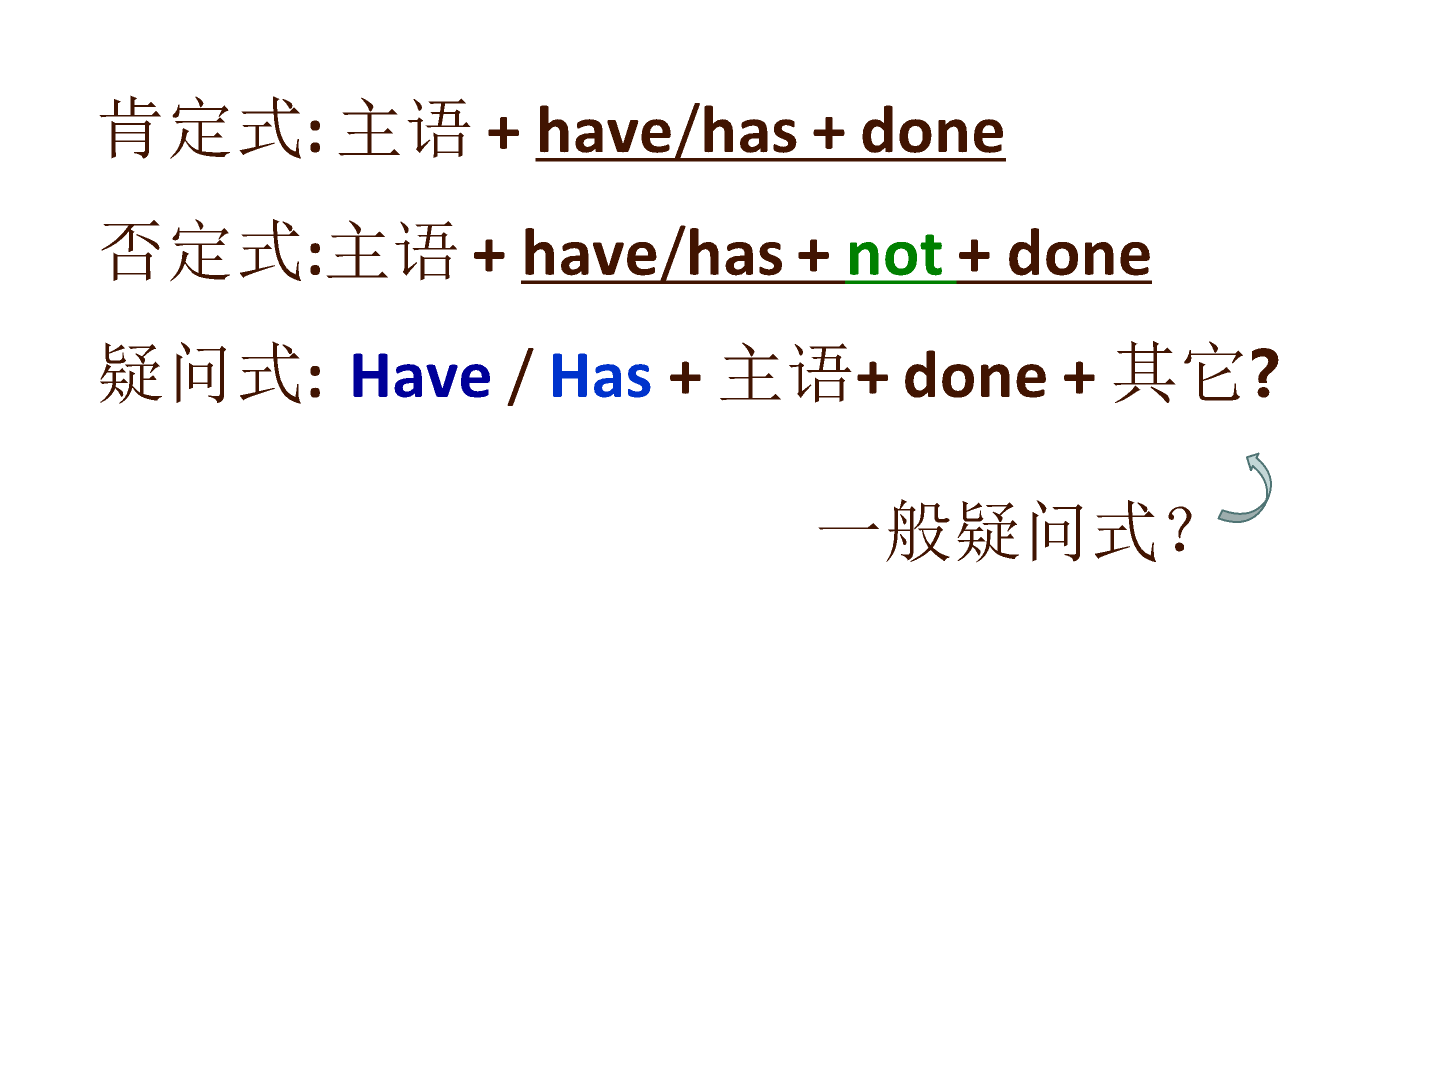 肯定式: 主语 + have/has + done
否定式:主语 + have/has + not + done
疑问式: Have / Has + 主语+ done + 其它?
一般疑问式？